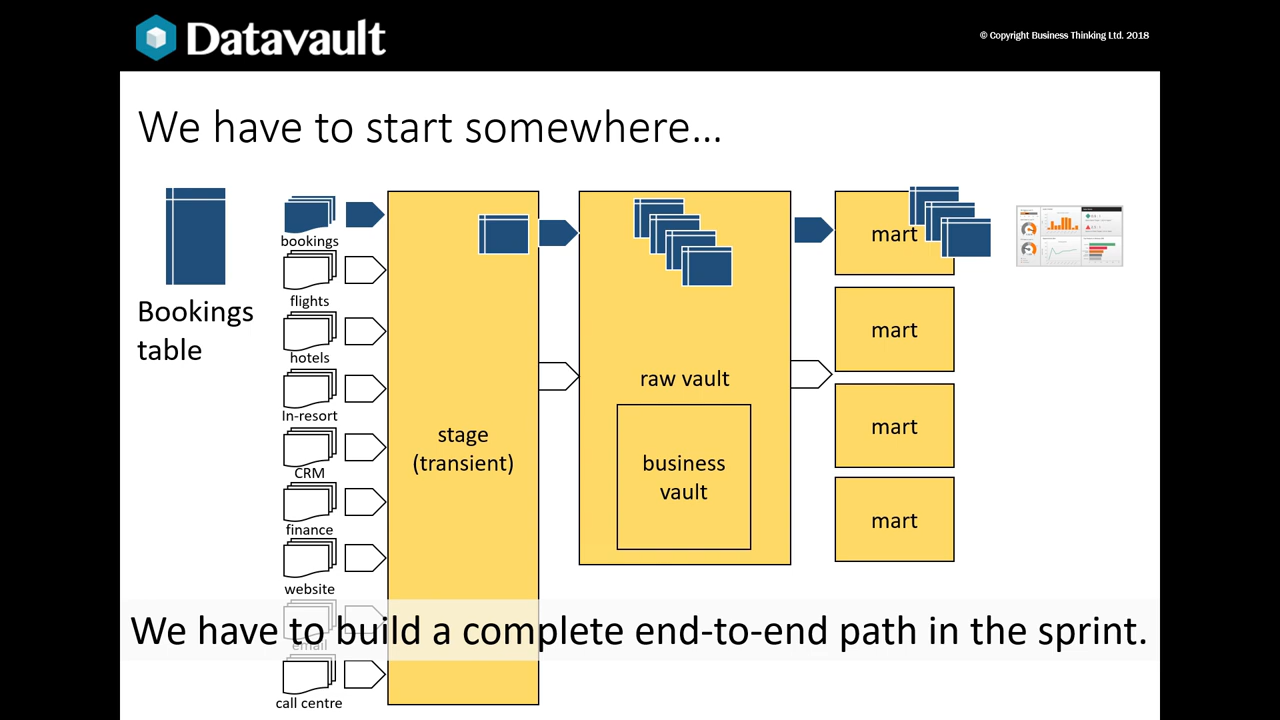 Datavault
© Copyright Business Thinking Ltd. 2018
We have to start somewhere…
Bookings
table
bookings
flights
hotels
In-resort
CRM
finance
website
email
call centre
stage
(transient)
raw vault
business
vault
mart
mart
mart
mart
We have to build a complete end-to-end path in the sprint.